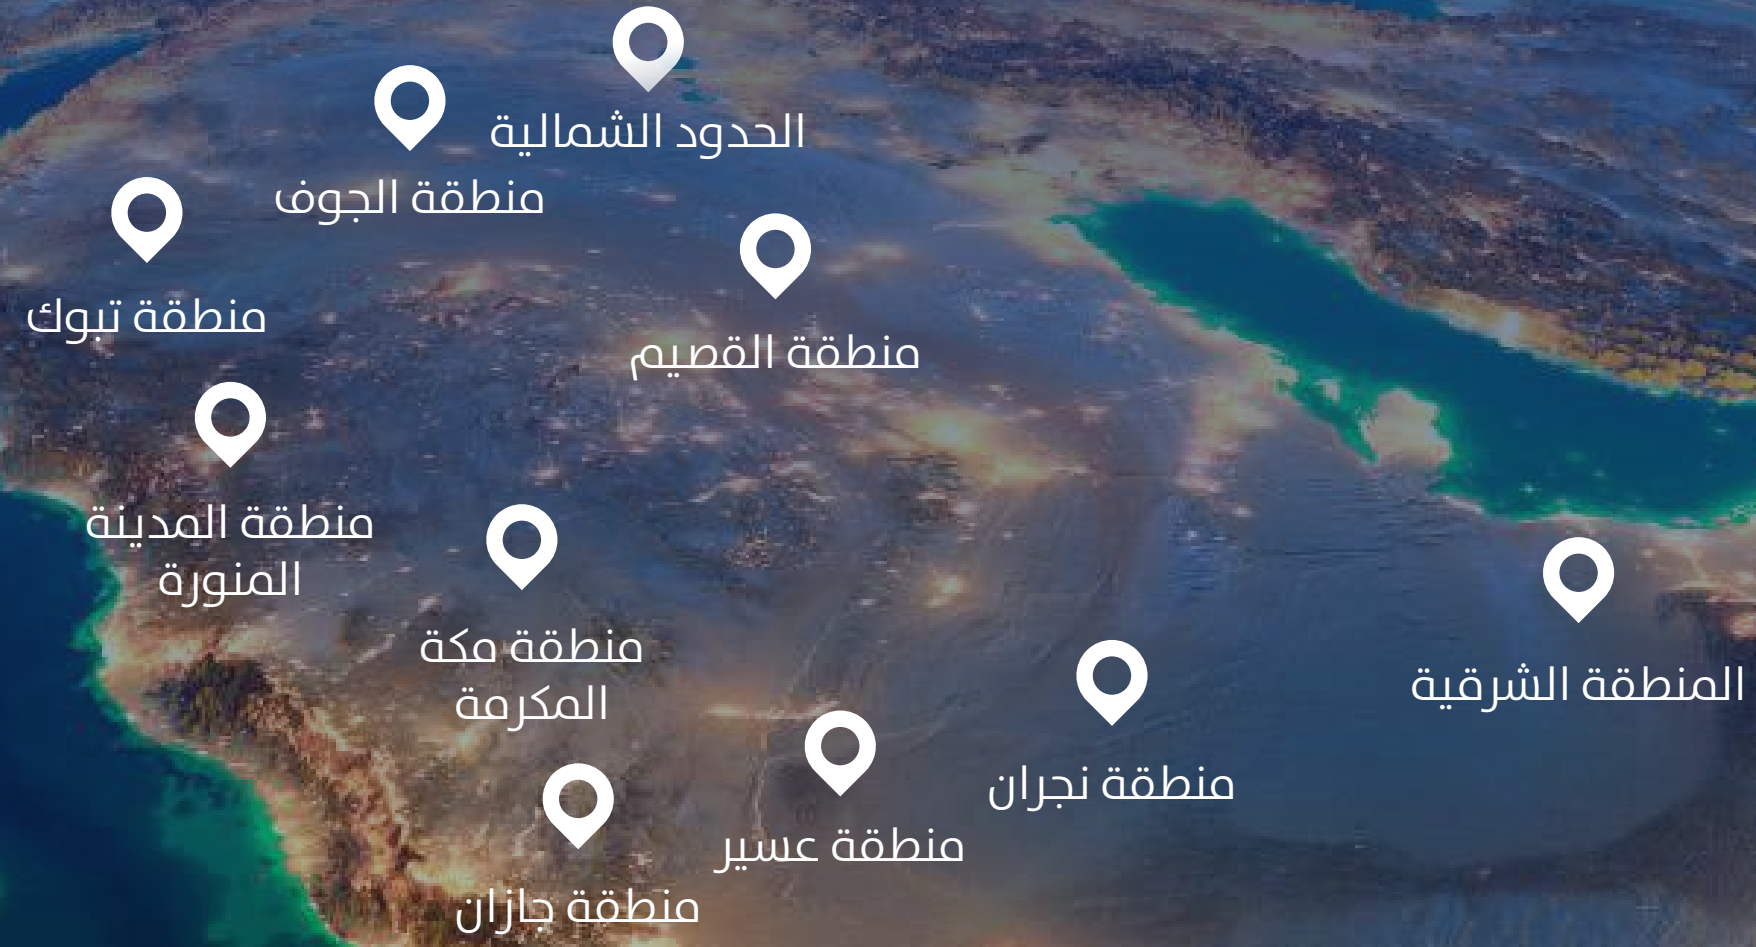 الحدود الشمالية
منطقة الجوف
منطقة تبوك
منطقة القصيم
منطقة المدينة
المنورة
منطقة مكة
المكرمة
المنطقة الشرقية
منطقة نجران
منطقة عسير
منطقة جازان